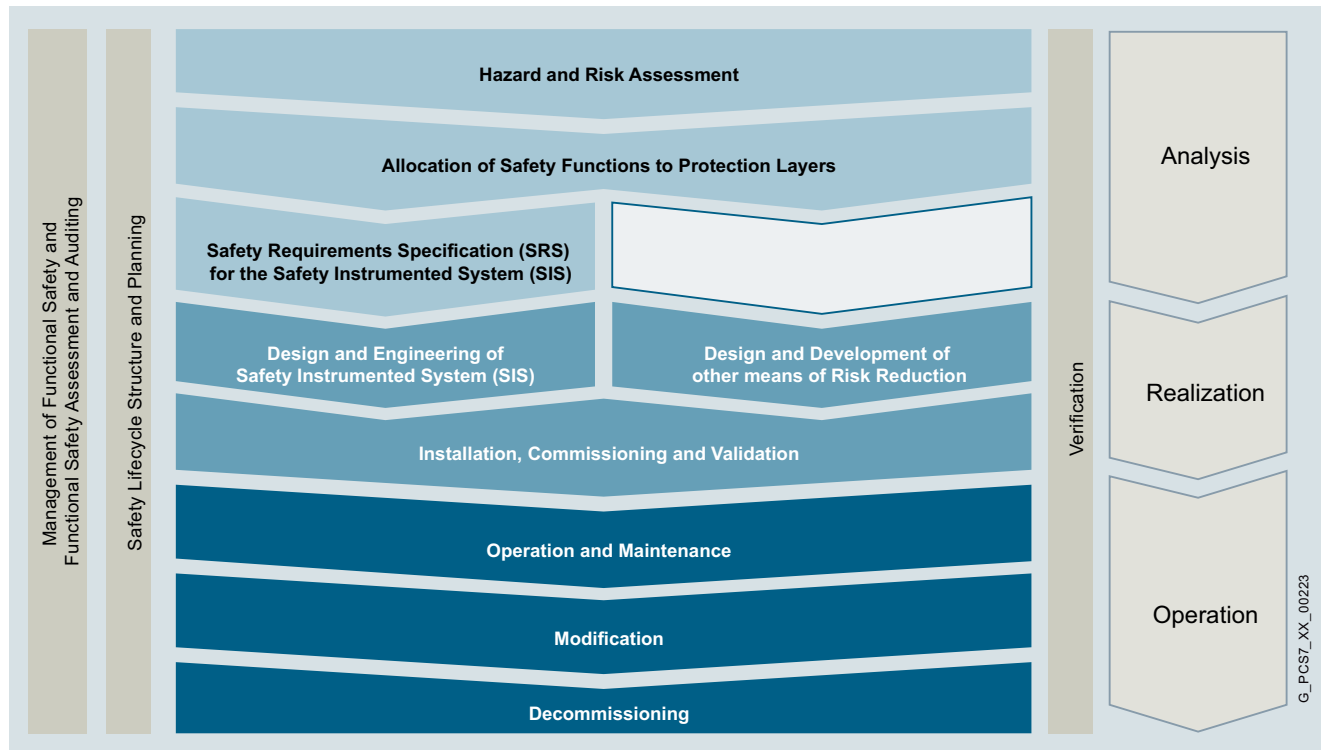 Management of Functional Safety and
Functional Safety Assessment and Auditing
Safety Lifecycle Structure and Planning
Hazard and Risk Assessment
Allocation of Safety Functions to Protection Layers
Safety Requirements Specification (SRS)
for the Safety Instrumented System (SIS)
Design and Engineering of
Safety Instrumented System (SIS)
Design and Development of
other means of Risk Reduction
Installation, Commissioning and Validation
Operation and Maintenance
Modification
Decommissioning
Verification
Analysis
Realization
Operation
G_PCS7_XX_00223